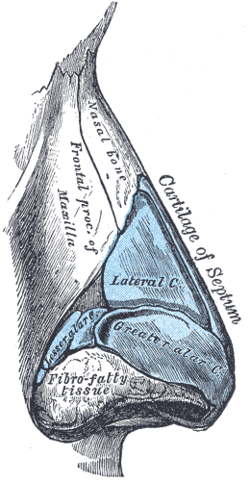 Nasal bone
Frontal proc. of
Maxilla
Cartilage of Septum
Lateral C.
Greater alar C.
Lesser alar C.
Fibro-fatty
tissue